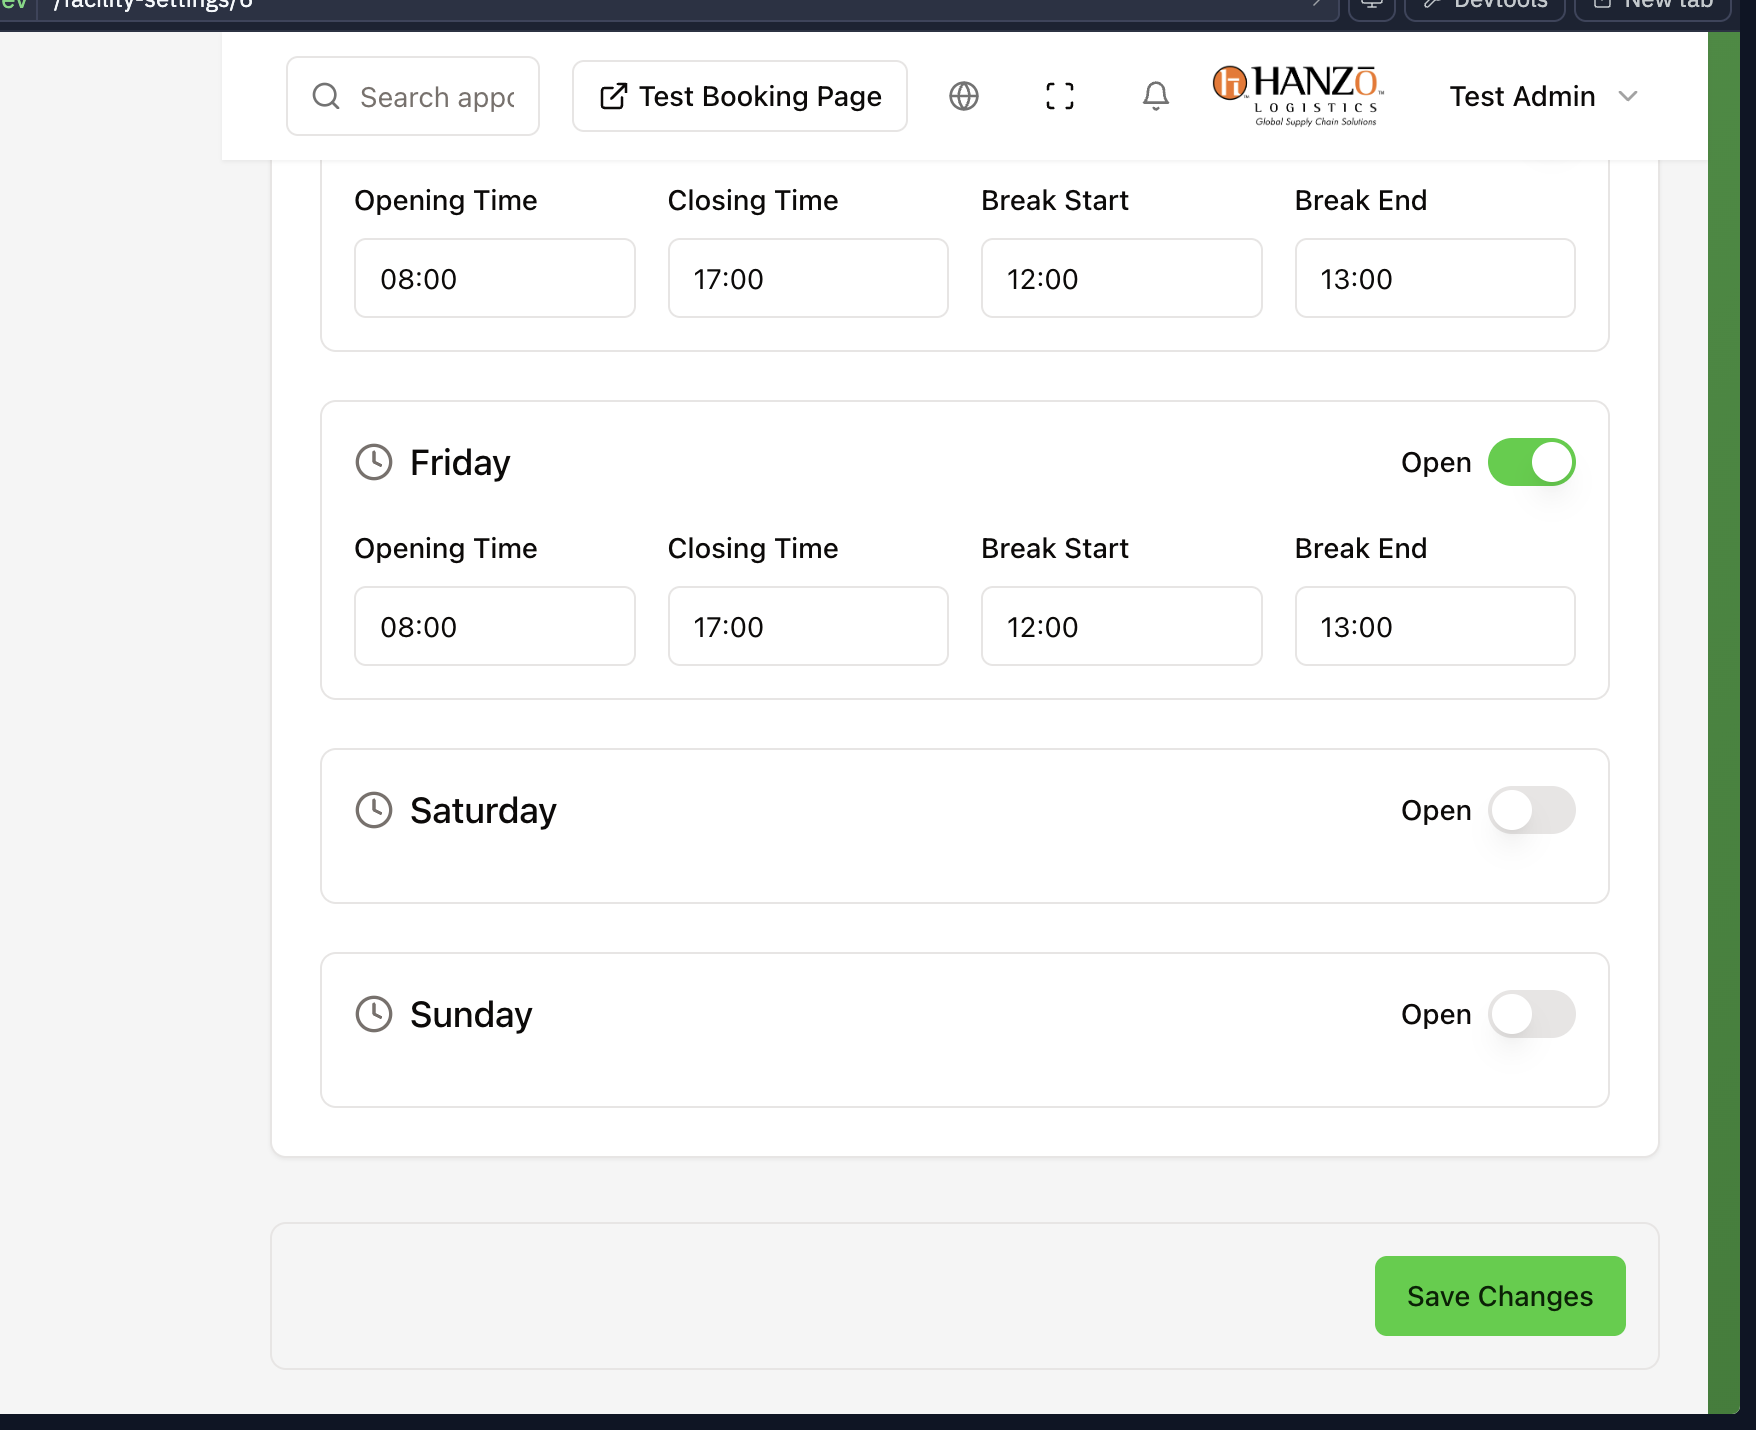 /facility-settings/6
Devtools
New tab
Search appo
Test Booking Page
HANZŌ
LOGISTICS
Global Supply Chain Solutions
Test Admin
Opening Time Closing Time Break Start Break End
08:00 17:00 12:00 13:00
Friday Open
Opening Time Closing Time Break Start Break End
08:00 17:00 12:00 13:00
Saturday Open
Sunday Open
Save Changes